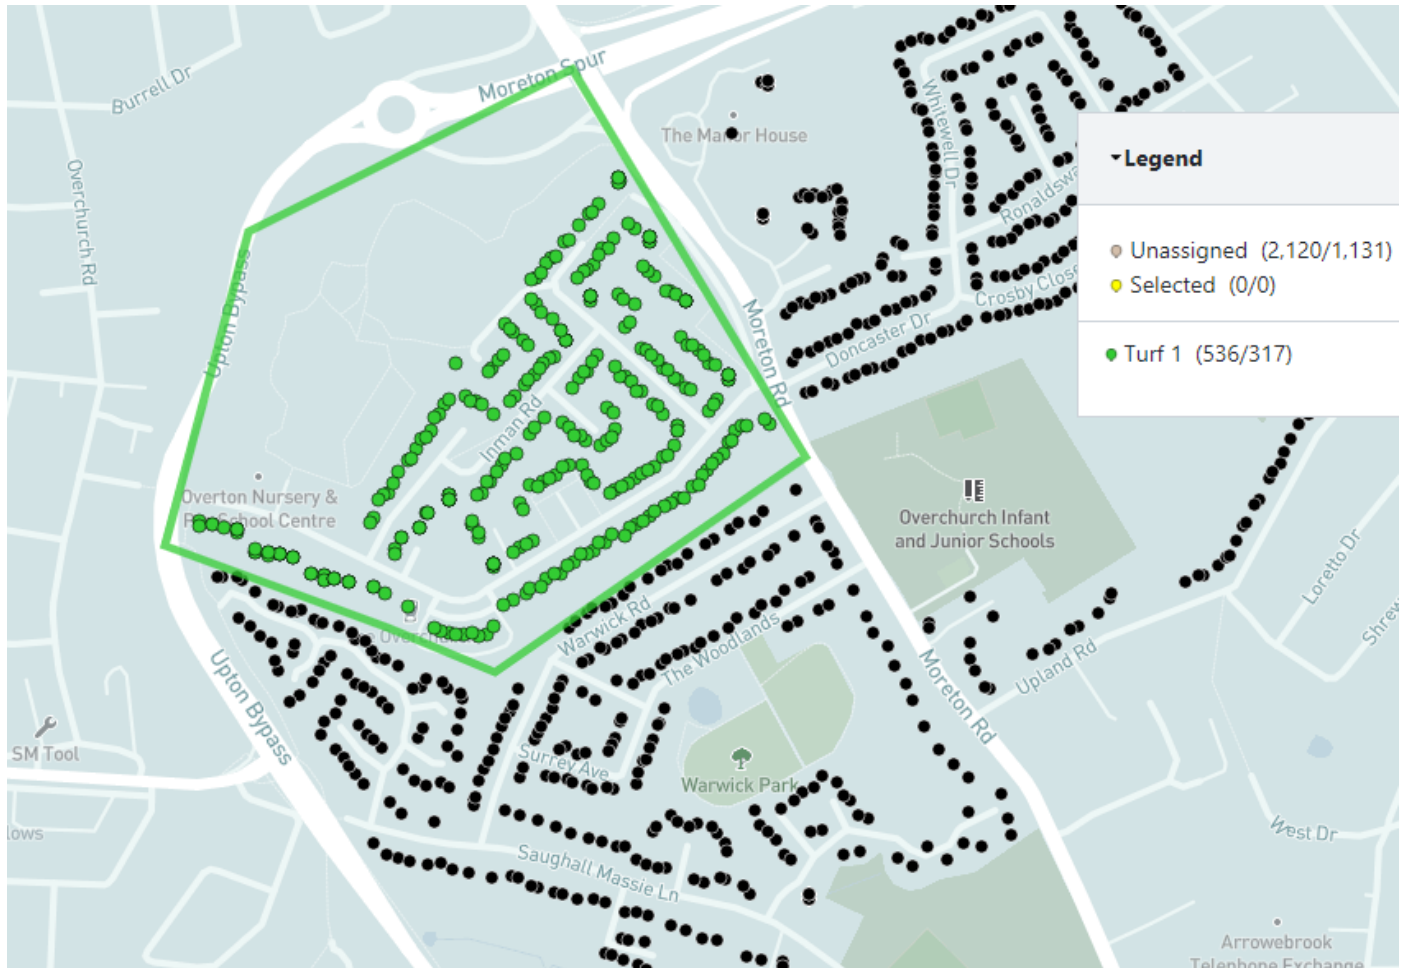 Burrell Dr
Moreton Spur
The Manor House
Whitewell Dr
Overchurch Rd
Legend
Ronaldsw
Unassigned (2,120/1,131)
Selected (0/0)
Upton Bypass
Crosby Close
Moreton Rd
Doncaster Dr
Turf 1 (536/317)
Inman Rd
Overton Nursery &
School Centre
Overchurch Infant
and Junior Schools
Loretto Dr
Shrew
Warwick Rd
The Woodlands
Upland Rd
Upton Bypass
Moreton Rd
SM Tool
Surrey Ave
Warwick Park
lows
West Dr
Saughall Massie Ln
Arrowebrook
Telephone Exchange